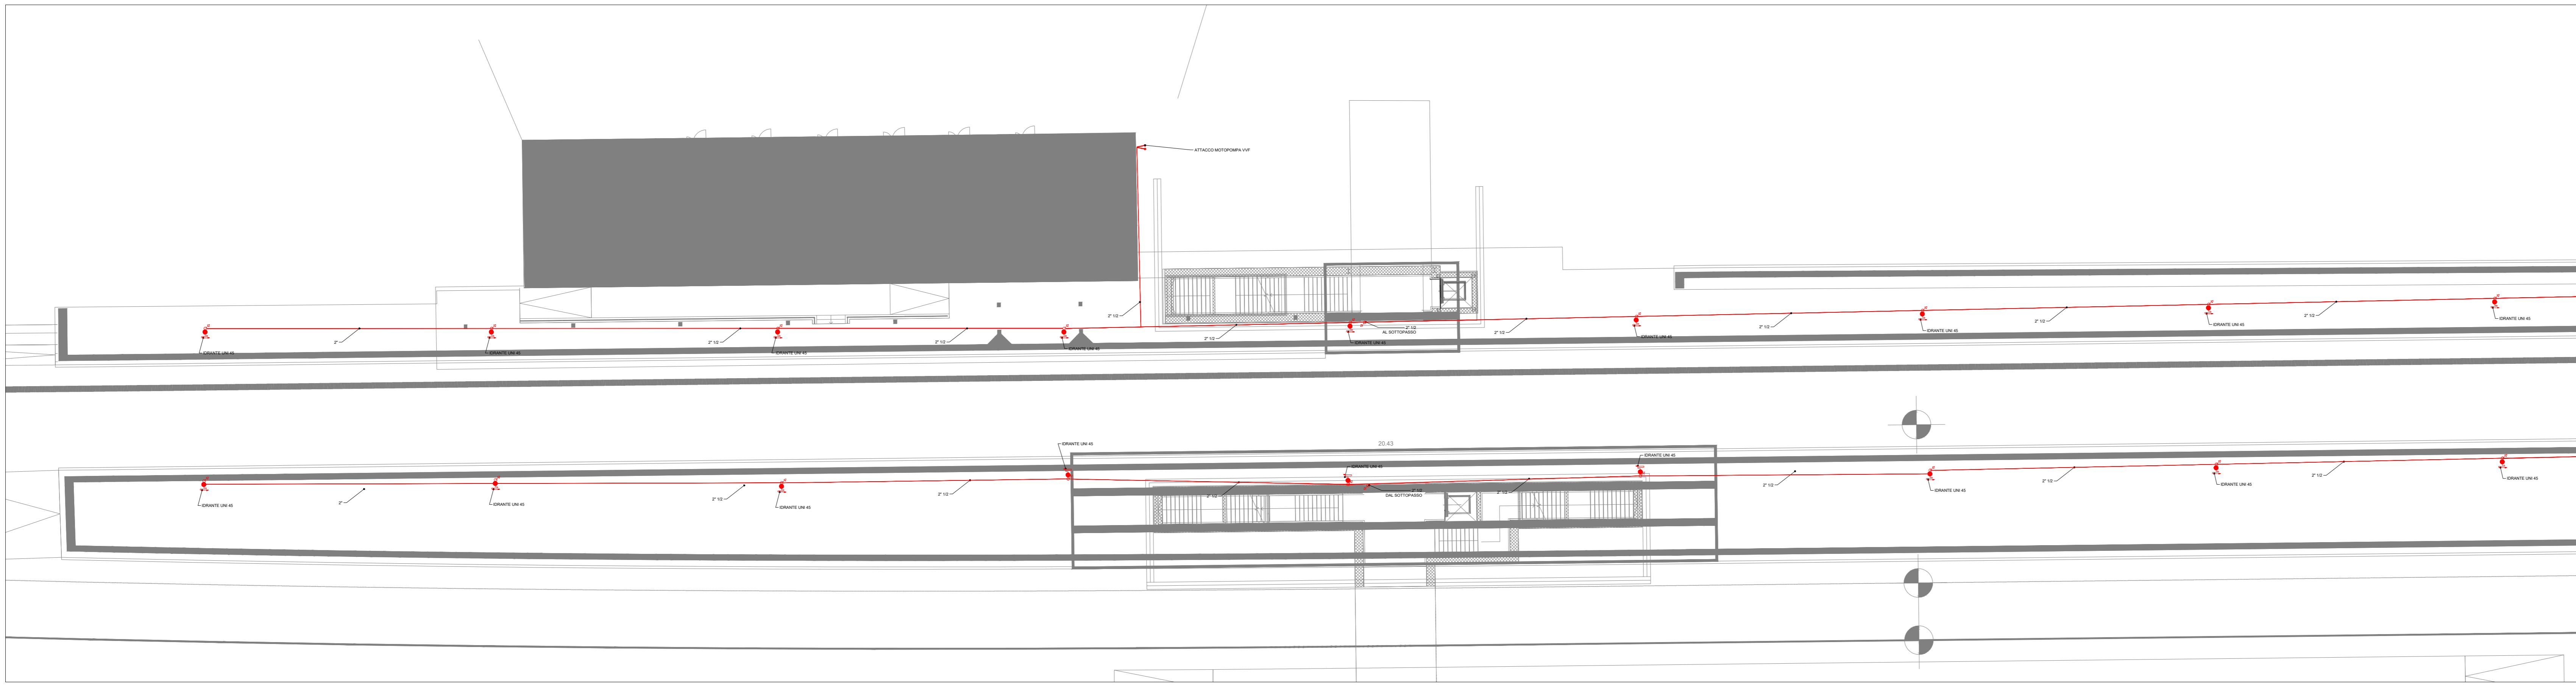 ATTACCO MOTOPOMPA VVF
2" 1/2
2" 1/2
AL SOTTOPASSO
2"
2" 1/2
2" 1/2
2" 1/2
2" 1/2
2" 1/2
2" 1/2
2" 1/2
IDRANTE UNI 45
IDRANTE UNI 45
IDRANTE UNI 45
IDRANTE UNI 45
IDRANTE UNI 45
IDRANTE UNI 45
IDRANTE UNI 45
IDRANTE UNI 45
IDRANTE UNI 45
20.43
IDRANTE UNI 45
IDRANTE UNI 45
IDRANTE UNI 45
2"
2" 1/2
2" 1/2
2" 1/2
2" 1/2
DAL SOTTOPASSO
2" 1/2
2" 1/2
2" 1/2
2" 1/2
IDRANTE UNI 45
IDRANTE UNI 45
IDRANTE UNI 45
IDRANTE UNI 45
IDRANTE UNI 45
IDRANTE UNI 45